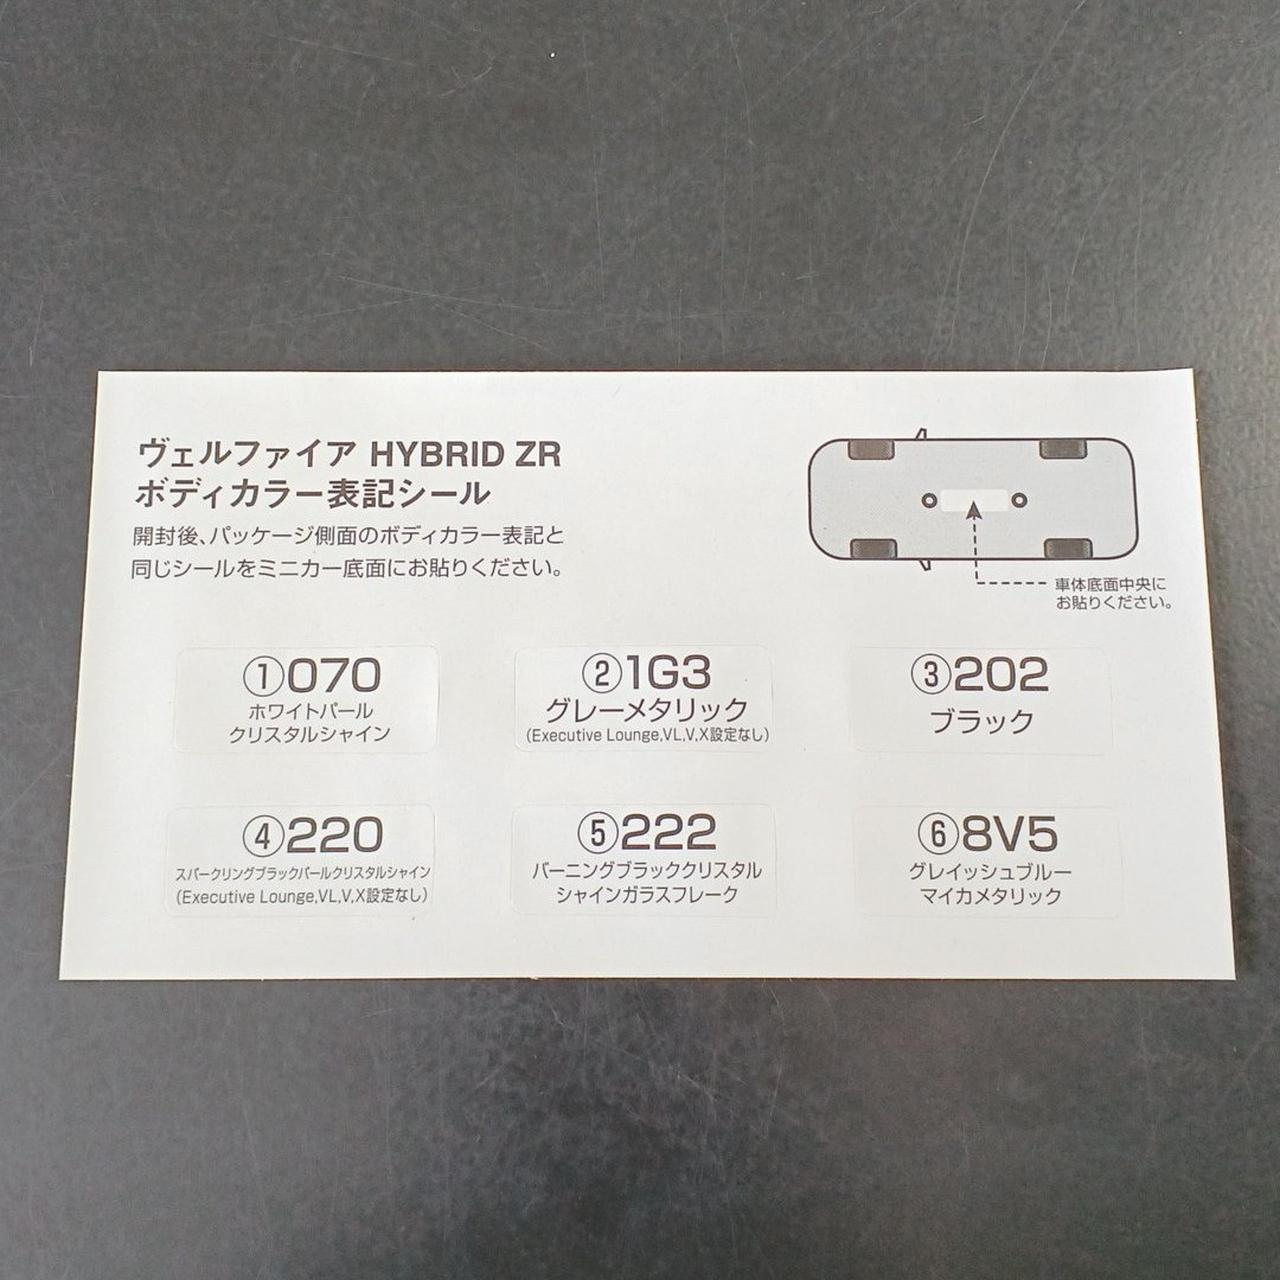 ヴェルファイア HYBRID ZR
ボディカラー表記シール
開封後、パッケージ側面のボディカラー表記と
同じシールをミニカー底面にお貼りください。
車体底面中央に
お貼りください。
①070
ホワイトパール
クリスタルシャイン
②1G3
グレーメタリック
(Executive Lounge,VL,V,X設定なし)
③202
ブラック
④220
スパークリングブラックパールクリスタルシャイン
(Executive Lounge,VL,V,X設定なし)
⑤222
バーニングブラッククリスタル
シャインガラスフレーク
⑥8V5
グレイッシュブルー
マイカメタリック